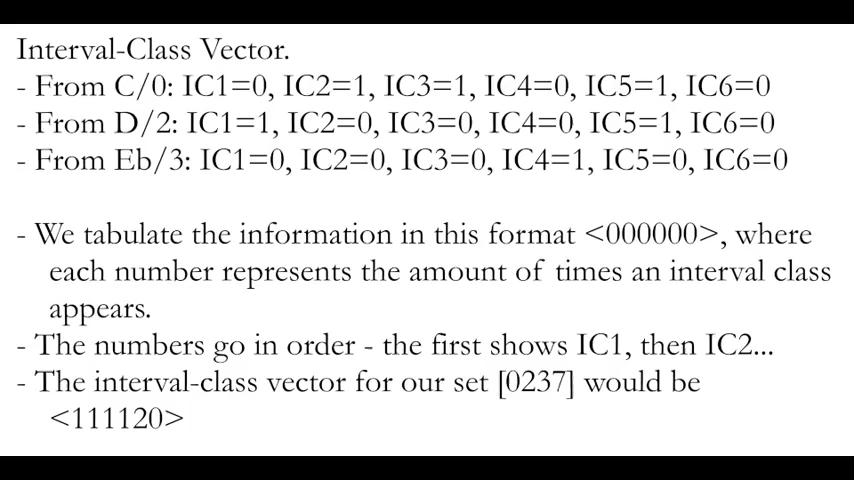 Interval-Class Vector.
- From C/0: IC1=0, IC2=1, IC3=1, IC4=0, IC5=1, IC6=0
- From D/2: IC1=1, IC2=0, IC3=0, IC4=0, IC5=1, IC6=0
- From Eb/3: IC1=0, IC2=0, IC3=0, IC4=1, IC5=0, IC6=0
- We tabulate the information in this format <000000>, where
each number represents the amount of times an interval class
appears.
- The numbers go in order - the first shows IC1, then IC2...
- The interval-class vector for our set [0237] would be
<111120>